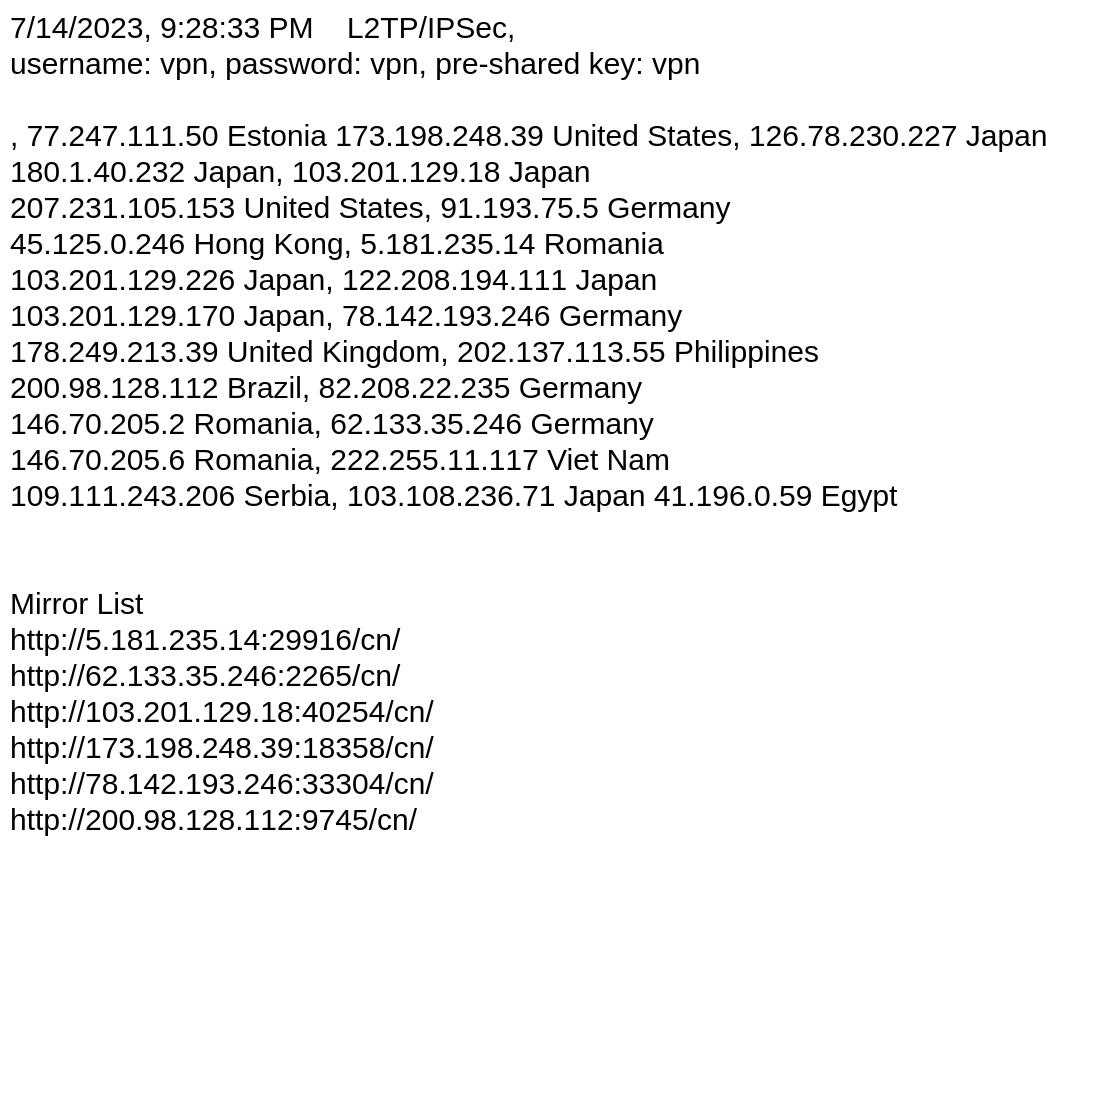 7/14/2023, 9:28:33 PM    L2TP/IPSec,
username: vpn, password: vpn, pre-shared key: vpn
, 77.247.111.50 Estonia 173.198.248.39 United States, 126.78.230.227 Japan
180.1.40.232 Japan, 103.201.129.18 Japan
207.231.105.153 United States, 91.193.75.5 Germany
45.125.0.246 Hong Kong, 5.181.235.14 Romania
103.201.129.226 Japan, 122.208.194.111 Japan
103.201.129.170 Japan, 78.142.193.246 Germany
178.249.213.39 United Kingdom, 202.137.113.55 Philippines
200.98.128.112 Brazil, 82.208.22.235 Germany
146.70.205.2 Romania, 62.133.35.246 Germany
146.70.205.6 Romania, 222.255.11.117 Viet Nam
109.111.243.206 Serbia, 103.108.236.71 Japan 41.196.0.59 Egypt
Mirror List
http://5.181.235.14:29916/cn/
http://62.133.35.246:2265/cn/
http://103.201.129.18:40254/cn/
http://173.198.248.39:18358/cn/
http://78.142.193.246:33304/cn/
http://200.98.128.112:9745/cn/